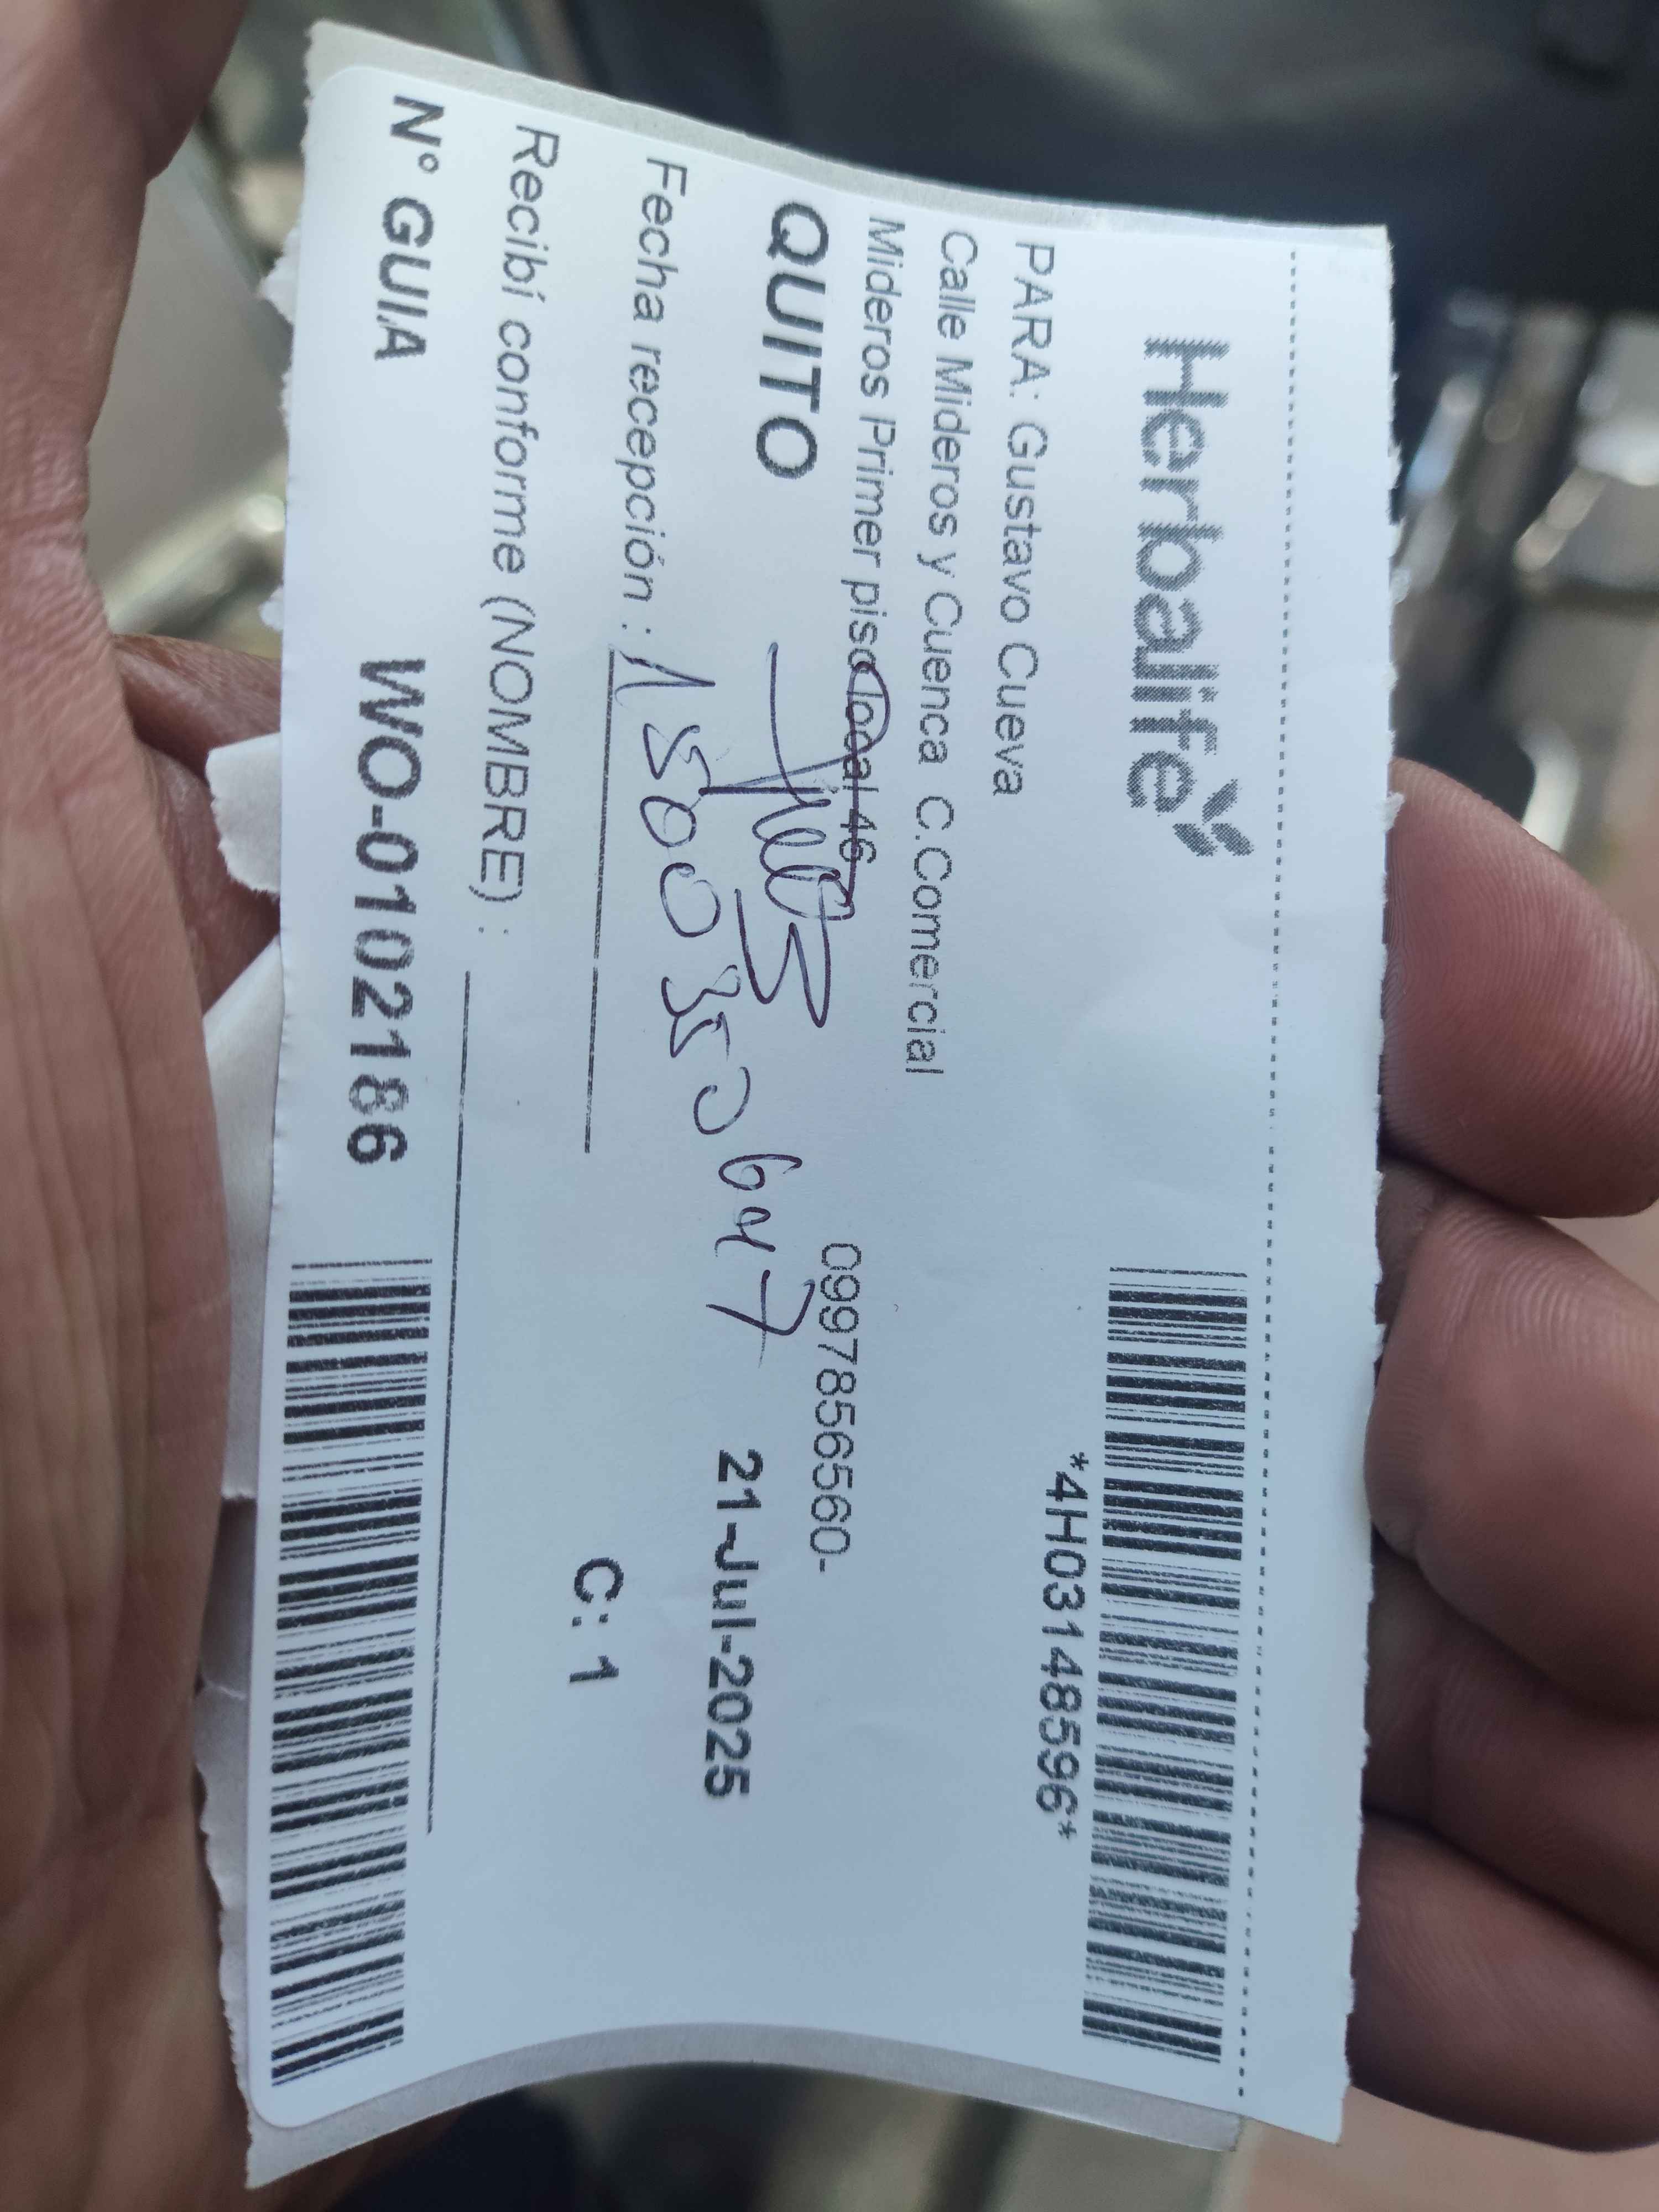 Herbalife
*4H03148596*
PARA: Gustavo Cueva
Calle Mideros y Cuenca C.Comercial
Mideros Primer piso local 46
0997856560-
QUITO
21-Jul-2025
Fecha recepción : 1500350647
C: 1
Recibí conforme (NOMBRE) :
N° GUIA WO-0102186